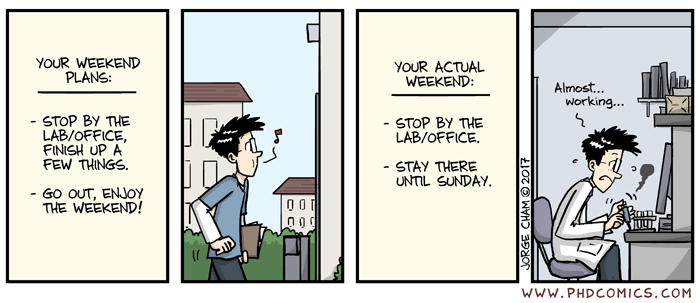 YOUR WEEKEND
PLANS:
- STOP BY THE
LAB/OFFICE,
FINISH UP A
FEW THINGS.
- GO OUT, ENJOY
THE WEEKEND!
YOUR ACTUAL
WEEKEND:
- STOP BY THE
LAB/OFFICE.
- STAY THERE
UNTIL SUNDAY.
JORGE CHAM © 2017
Almost...
working...
WWW.PHDCOMICS.COM